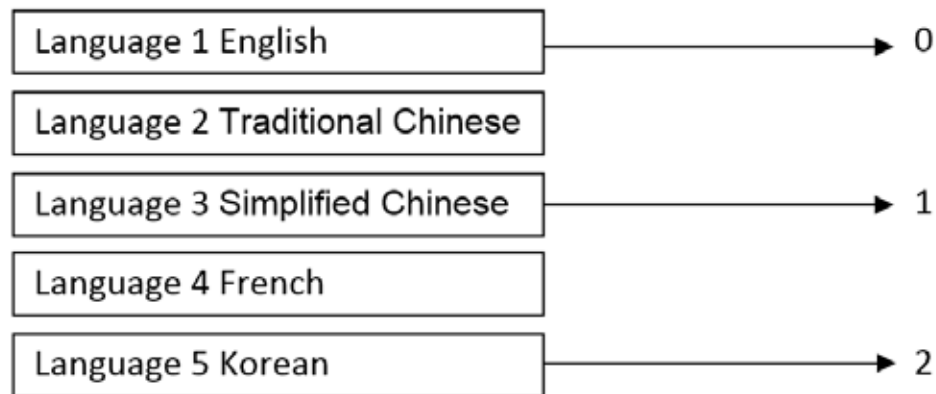 Language 1 English 0
Language 2 Traditional Chinese
Language 3 Simplified Chinese 1
Language 4 French
Language 5 Korean 2